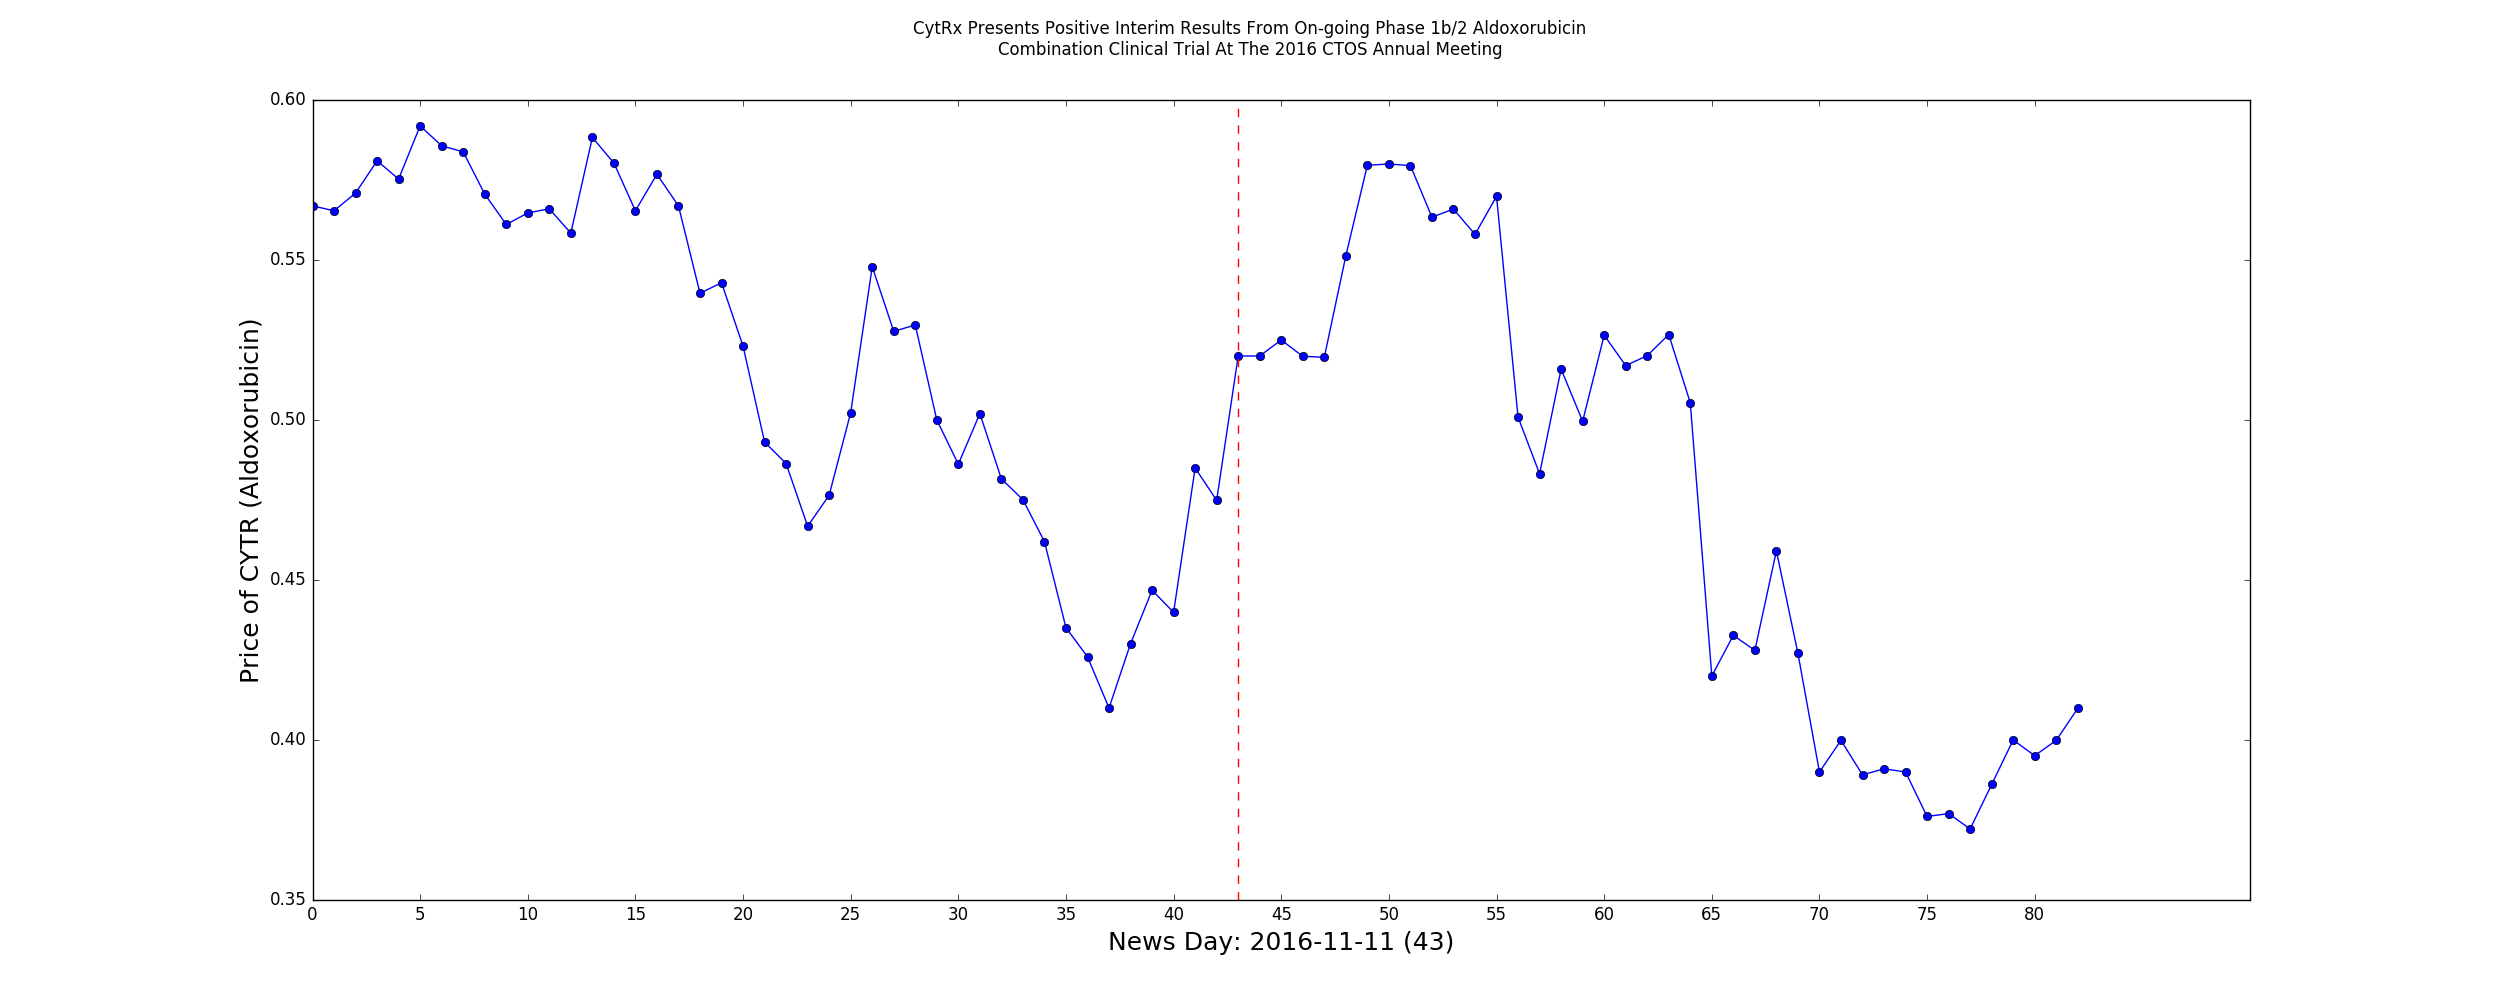 CytRx Presents Positive Interim Results From On-going Phase 1b/2 Aldoxorubicin
Combination Clinical Trial At The 2016 CTOS Annual Meeting
Price of CYTR (Aldoxorubicin)
0.60
0.55
0.50
0.45
0.40
0.35
0 5 10 15 20 25 30 35 40 45 50 55 60 65 70 75 80
News Day: 2016-11-11 (43)